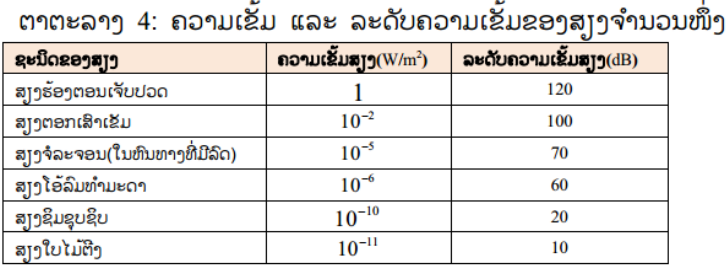 ຕາຕະລາງ 4: ຄວາມເຂັ້ມ ແລະ ລະດັບຄວາມເຂັ້ມຂອງສຽງຈຳນວນໜຶ່ງ
ຊະນິດຂອງສຽງ ຄວາມເຂັ້ມສຽງ(W/m²) ລະດັບຄວາມເຂັ້ມສຽງ(dB)
ສຽງຮ້ອງຕອນເຈັບປວດ 1 120
ສຽງຕອກເສົາເຂັມ 10⁻² 100
ສຽງຈໍລະຈອນ(ໃນຫົນທາງທີ່ມີລົດ) 10⁻⁵ 70
ສຽງໂອ້ລົມທຳມະດາ 10⁻⁶ 60
ສຽງຊິມຊຸບຊິບ 10⁻¹⁰ 20
ສຽງໃບໄມ້ຕີງ 10⁻¹¹ 10